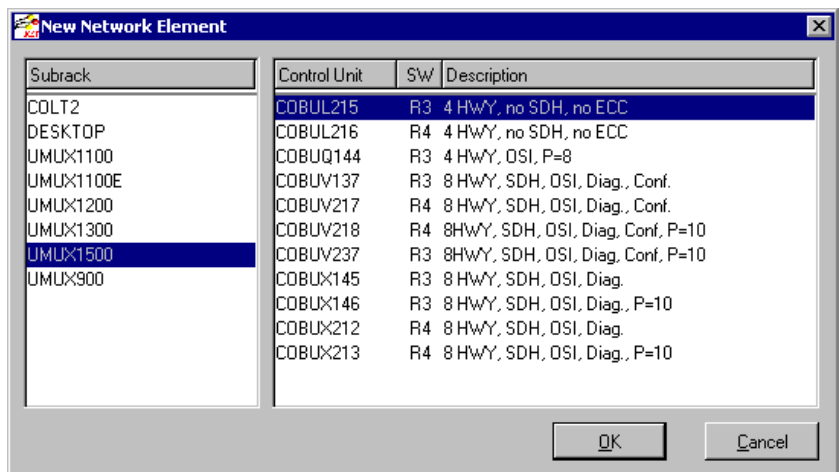 New Network Element
Subrack
COLT2
DESKTOP
UMUX1100
UMUX1100E
UMUX1200
UMUX1300
UMUX1500
UMUX900
Control Unit SW Description
COBUL215 R3 4 HWY, no SDH, no ECC
COBUL216 R4 4 HWY, no SDH, no ECC
COBUQ144 R3 4 HWY, OSI, P=8
COBUV137 R3 8 HWY, SDH, OSI, Diag., Conf.
COBUV217 R4 8 HWY, SDH, OSI, Diag., Conf.
COBUV218 R4 8HWY, SDH, OSI, Diag, Conf, P=10
COBUV237 R3 8HWY, SDH, OSI, Diag, Conf, P=10
COBUX145 R3 8 HWY, SDH, OSI, Diag.
COBUX146 R3 8 HWY, SDH, OSI, Diag., P=10
COBUX212 R4 8 HWY, SDH, OSI, Diag.
COBUX213 R4 8 HWY, SDH, OSI, Diag., P=10
OK Cancel